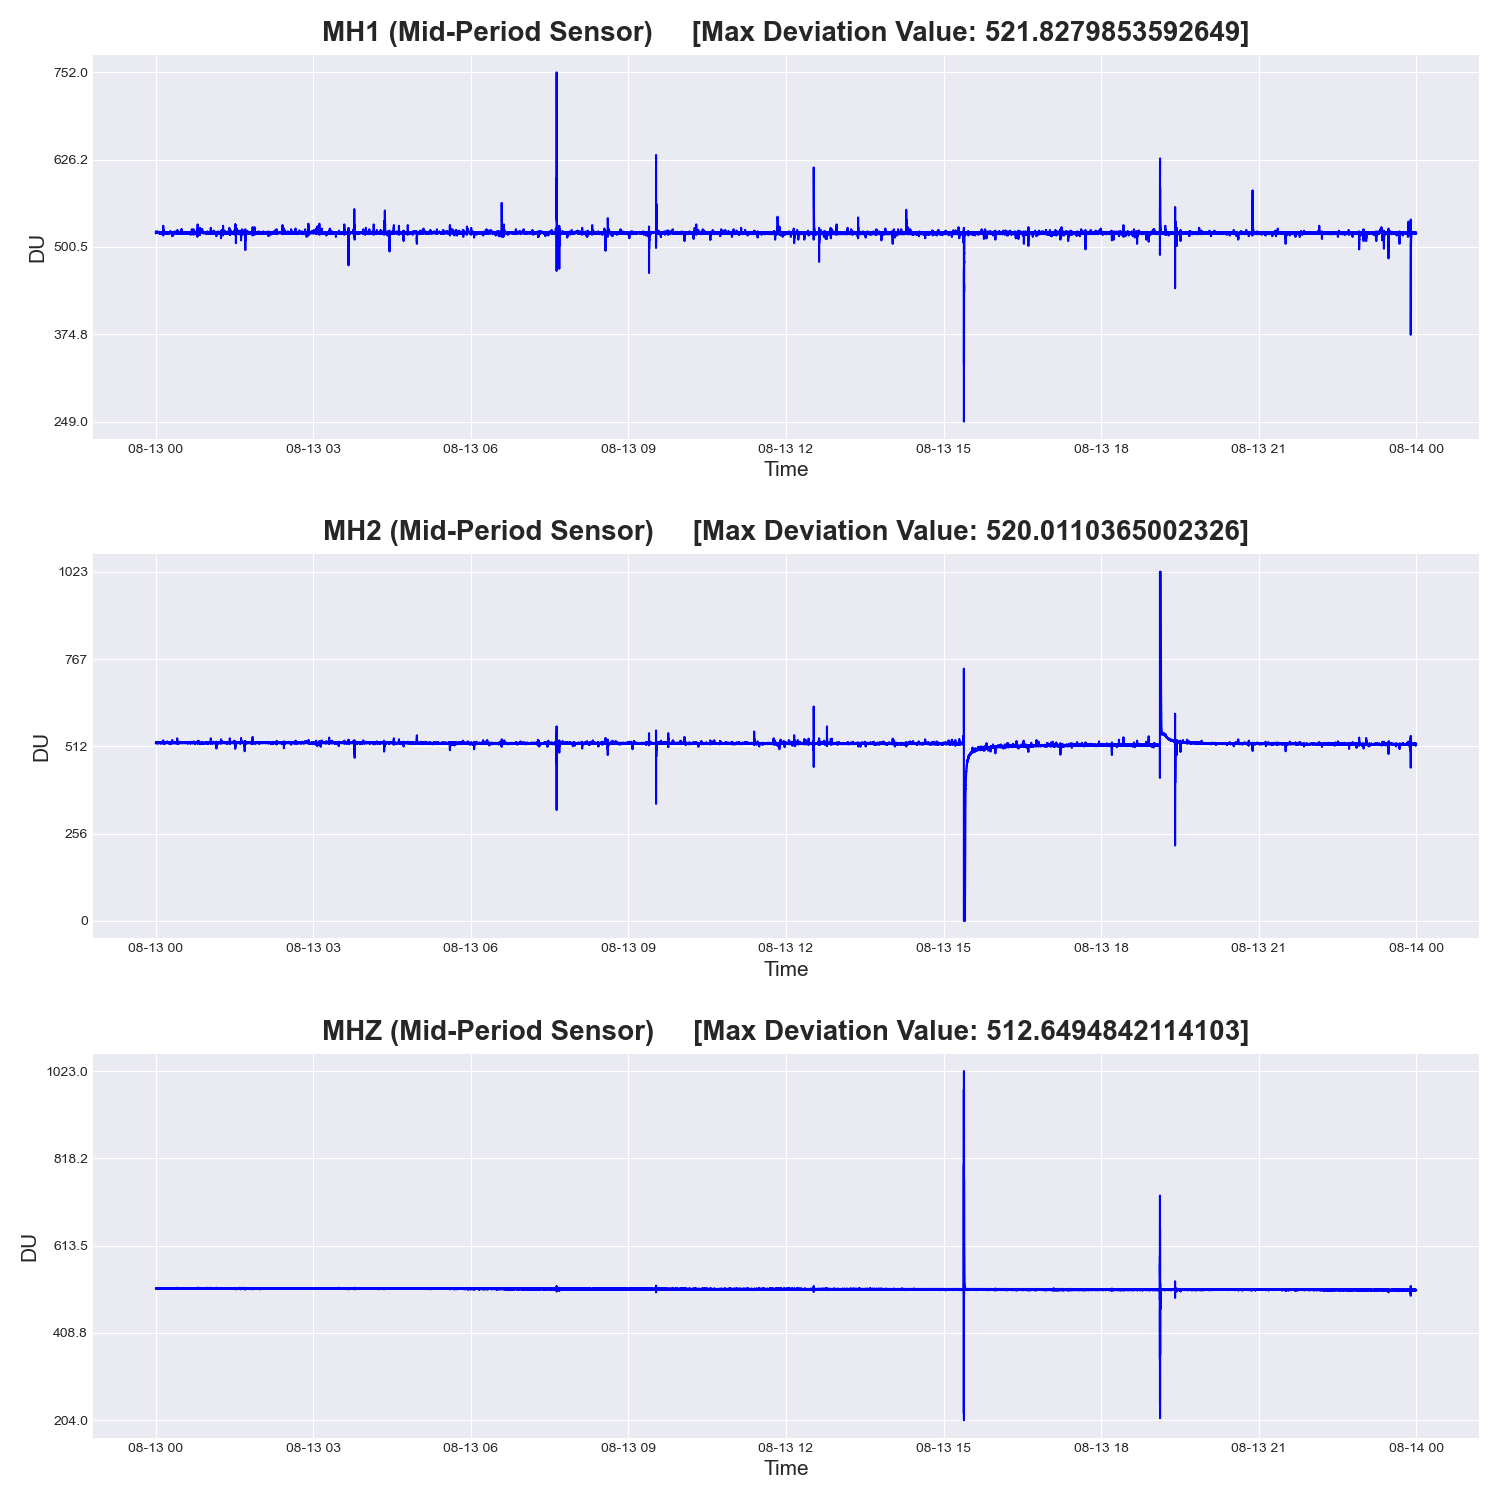 MH1 (Mid-Period Sensor) [Max Deviation Value: 521.8279853592649]
752.0
626.2
500.5
374.8
249.0
DU
08-13 00 08-13 03 08-13 06 08-13 09 08-13 12 08-13 15 08-13 18 08-13 21 08-14 00
Time
MH2 (Mid-Period Sensor) [Max Deviation Value: 520.0110365002326]
1023
767
512
256
0
DU
08-13 00 08-13 03 08-13 06 08-13 09 08-13 12 08-13 15 08-13 18 08-13 21 08-14 00
Time
MHZ (Mid-Period Sensor) [Max Deviation Value: 512.6494842114103]
1023.0
818.2
613.5
408.8
204.0
DU
08-13 00 08-13 03 08-13 06 08-13 09 08-13 12 08-13 15 08-13 18 08-13 21 08-14 00
Time